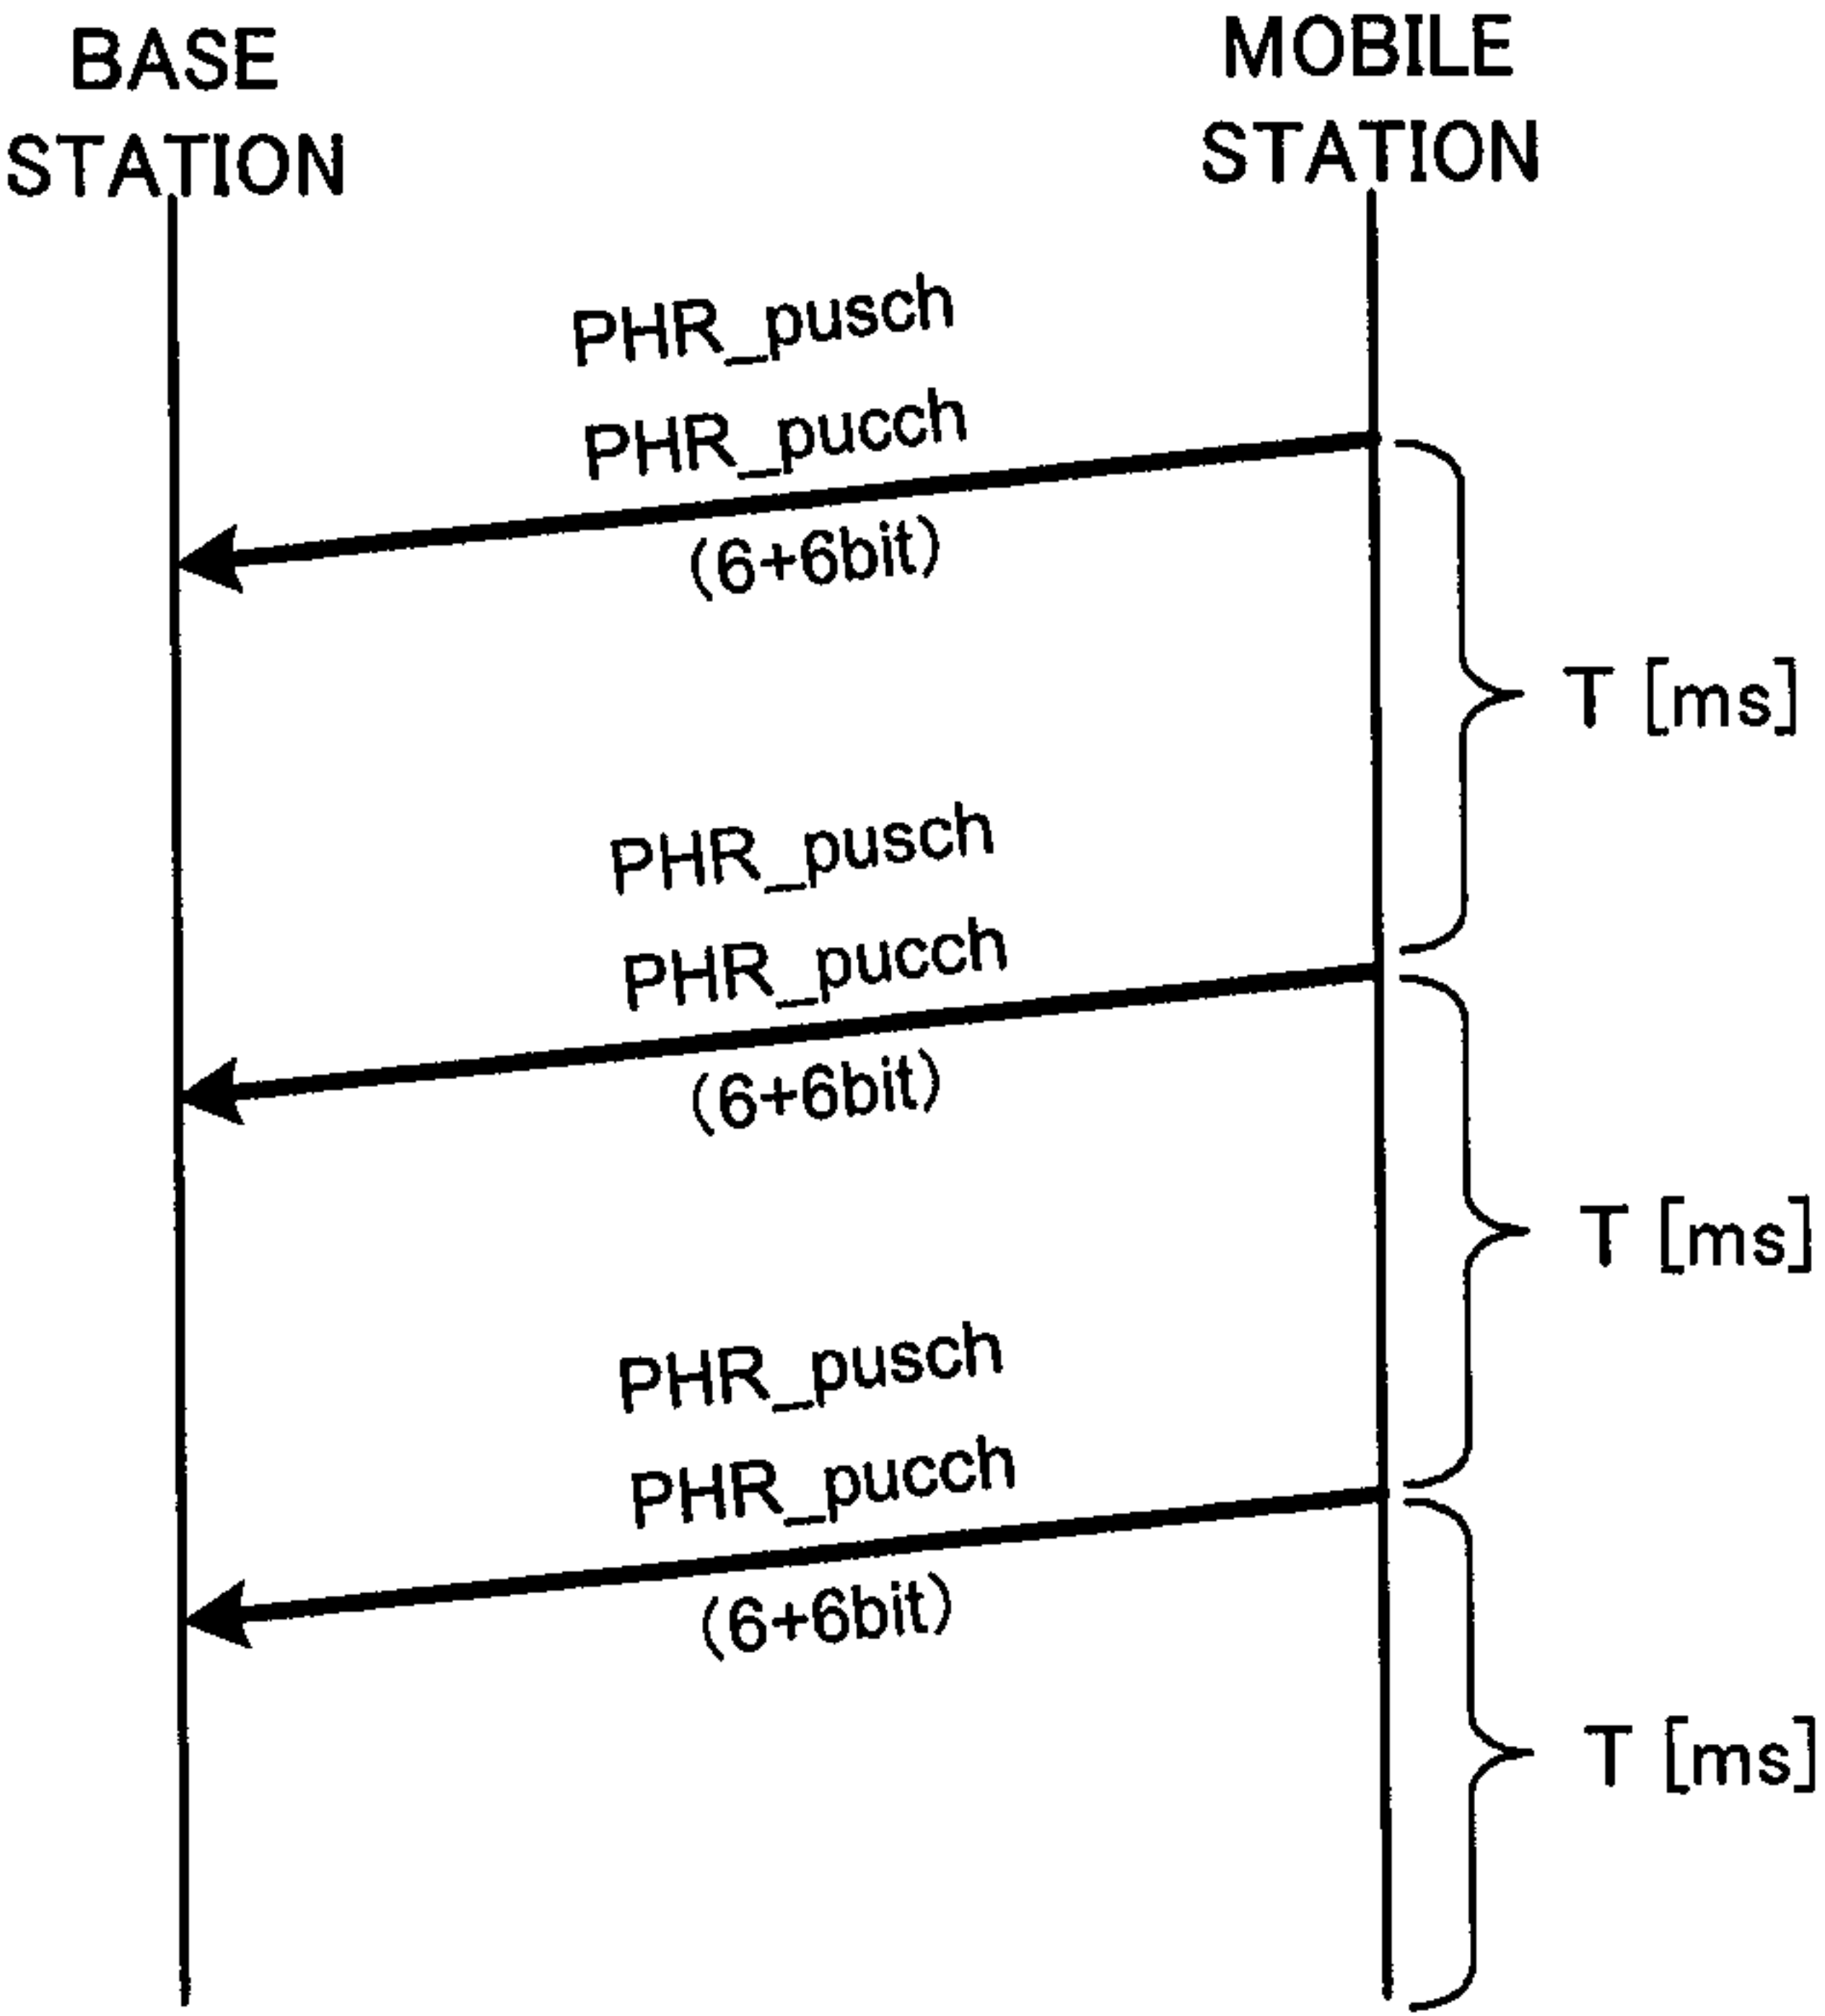 BASE
STATION
MOBILE
STATION
PHR_pusch
PHR_pucch
(6+6bit)
T [ms]
PHR_pusch
PHR_pucch
(6+6bit)
T [ms]
PHR_pusch
PHR_pucch
(6+6bit)
T [ms]